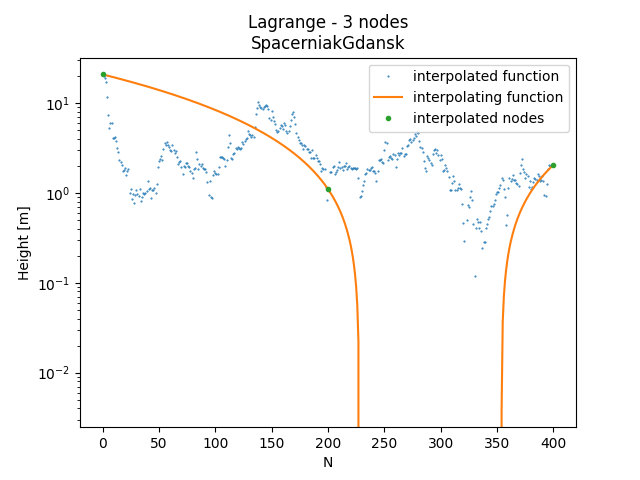 Lagrange - 3 nodes
SpacerniakGdansk
interpolated function
interpolating function
interpolated nodes
Height [m]
10¹
10⁰
10⁻¹
10⁻²
0 50 100 150 200 250 300 350 400
N